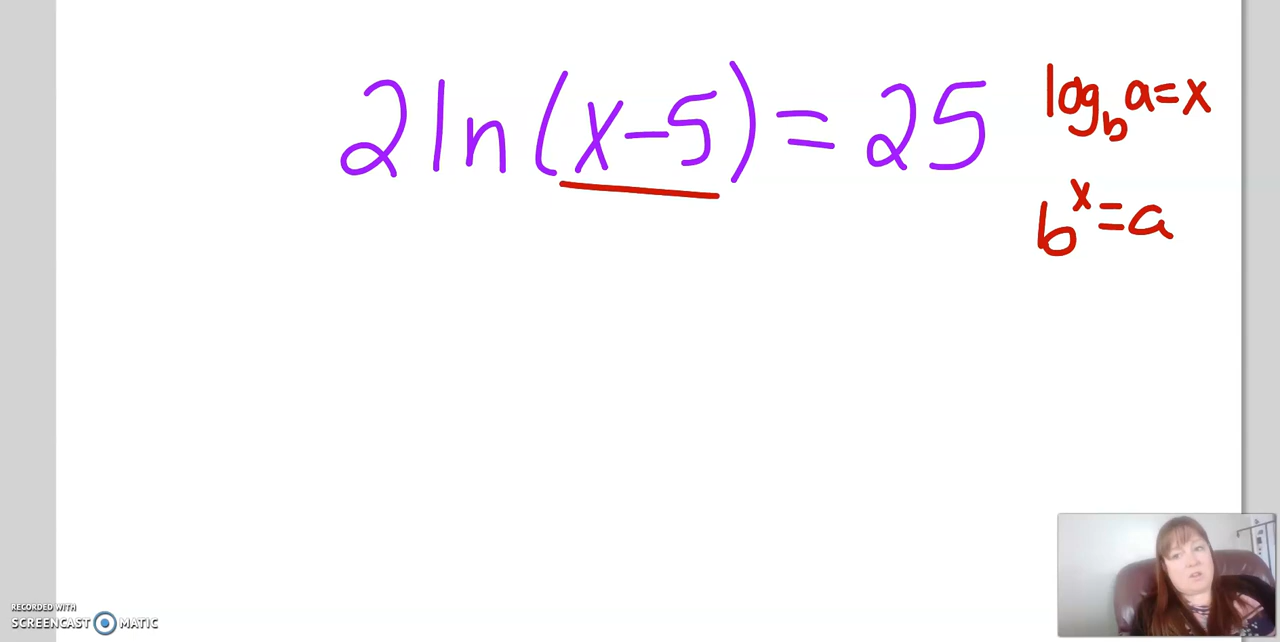 2ln(x-5) = 25
log_b a=x
b^x=a
RECORDED WITH
SCREENCAST MATIC